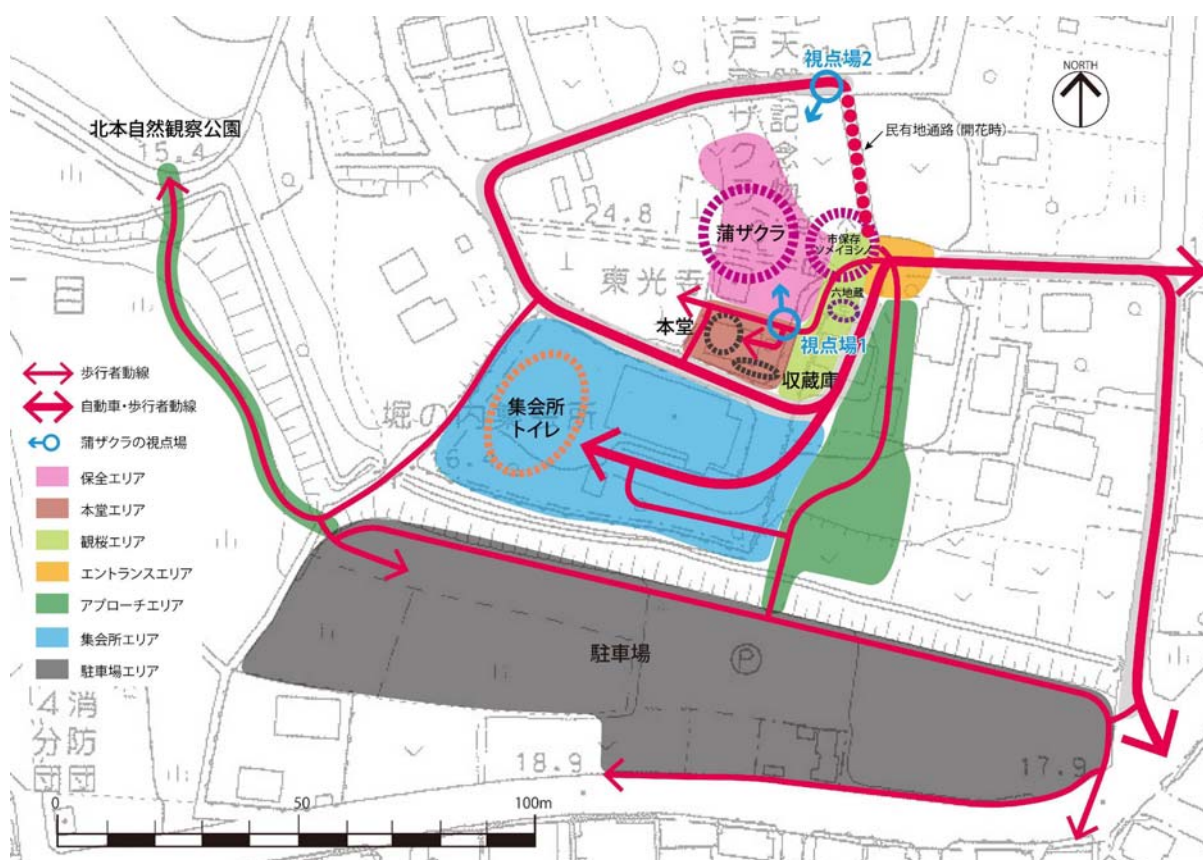 視点場2
NORTH
民有地通路(開花時)
北本自然観察公園
15.4
24.8
蒲ザクラ
市保存
ソメイヨシノ
東光寺
六地蔵
本堂
視点場1
収蔵庫
集会所
トイレ
堀の内
所
駐車場
P
歩行者動線
自動車・歩行者動線
蒲ザクラの視点場
保全エリア
本堂エリア
観桜エリア
エントランスエリア
アプローチエリア
集会所エリア
駐車場エリア
消防
4分団
18.9
17.9
0 50 100m
天然記念